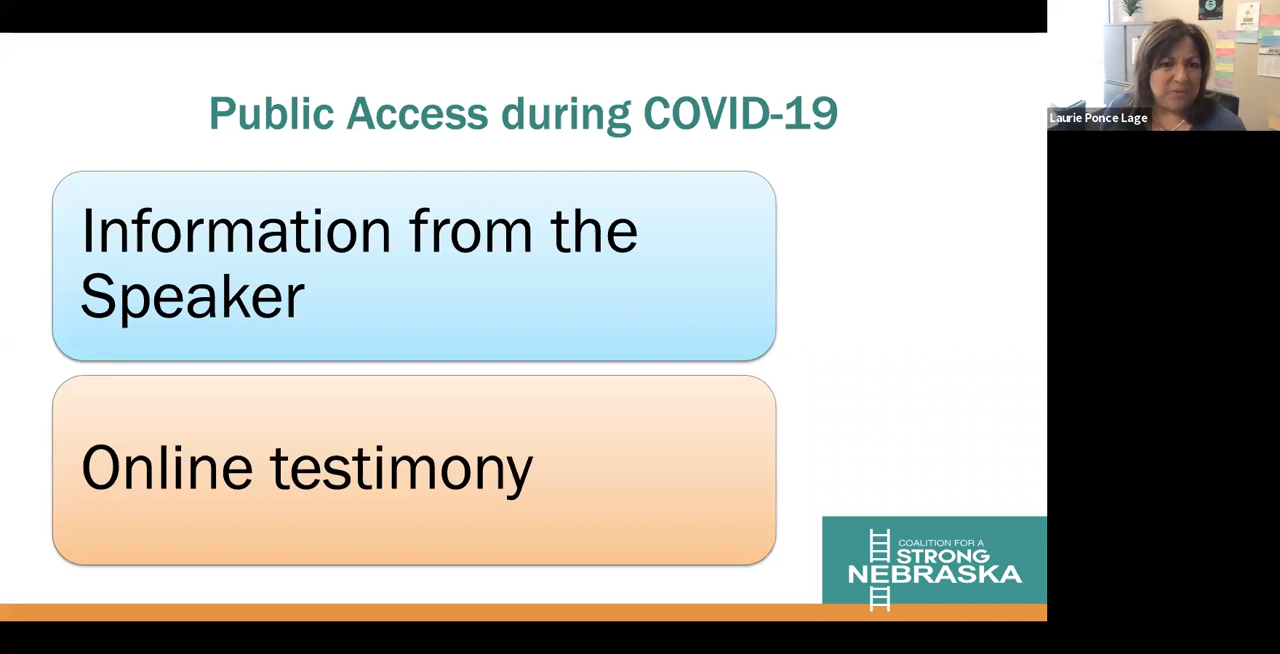 Public Access during COVID-19
Laurie Ponce Lage
Information from the
Speaker
Online testimony
COALITION FOR A
STRONG
NEBRASKA